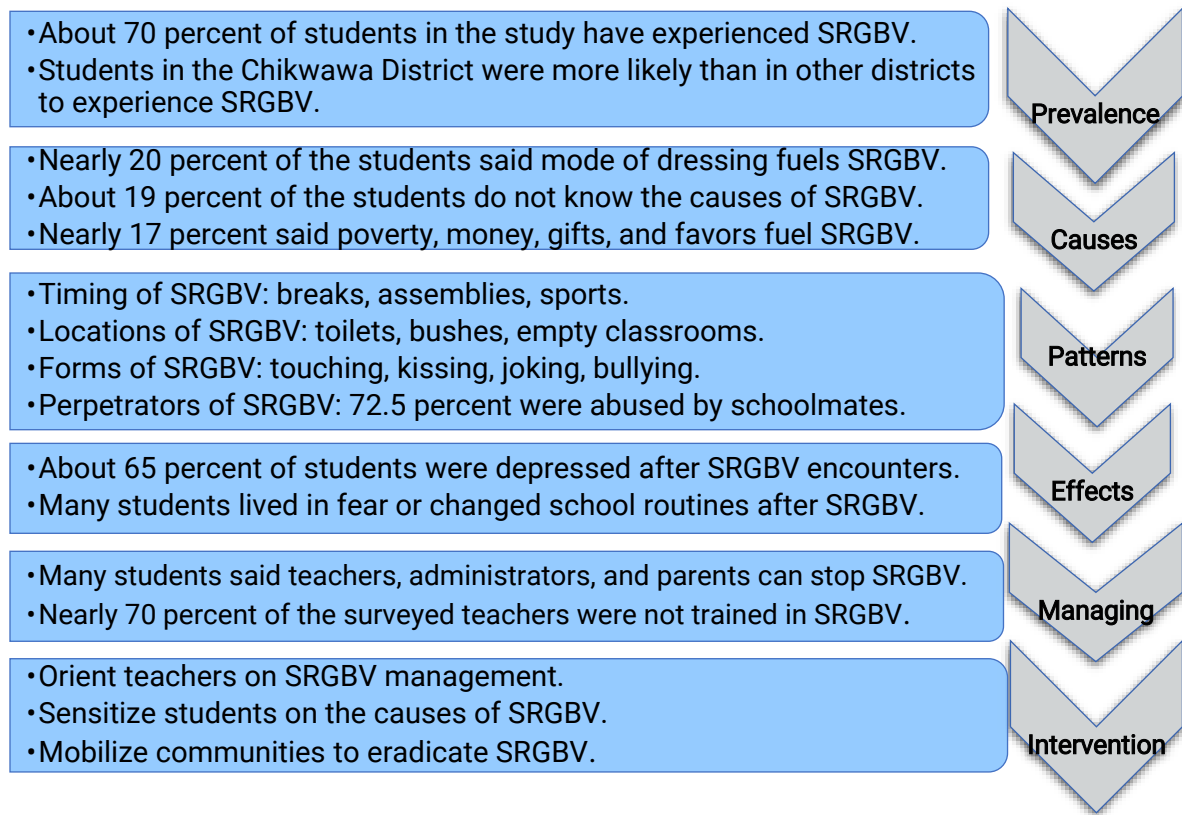 •About 70 percent of students in the study have experienced SRGBV.
•Students in the Chikwawa District were more likely than in other districts
to experience SRGBV.
Prevalence
•Nearly 20 percent of the students said mode of dressing fuels SRGBV.
•About 19 percent of the students do not know the causes of SRGBV.
•Nearly 17 percent said poverty, money, gifts, and favors fuel SRGBV.
Causes
•Timing of SRGBV: breaks, assemblies, sports.
•Locations of SRGBV: toilets, bushes, empty classrooms.
•Forms of SRGBV: touching, kissing, joking, bullying.
•Perpetrators of SRGBV: 72.5 percent were abused by schoolmates.
Patterns
•About 65 percent of students were depressed after SRGBV encounters.
•Many students lived in fear or changed school routines after SRGBV.
Effects
•Many students said teachers, administrators, and parents can stop SRGBV.
•Nearly 70 percent of the surveyed teachers were not trained in SRGBV.
Managing
•Orient teachers on SRGBV management.
•Sensitize students on the causes of SRGBV.
•Mobilize communities to eradicate SRGBV.
Intervention